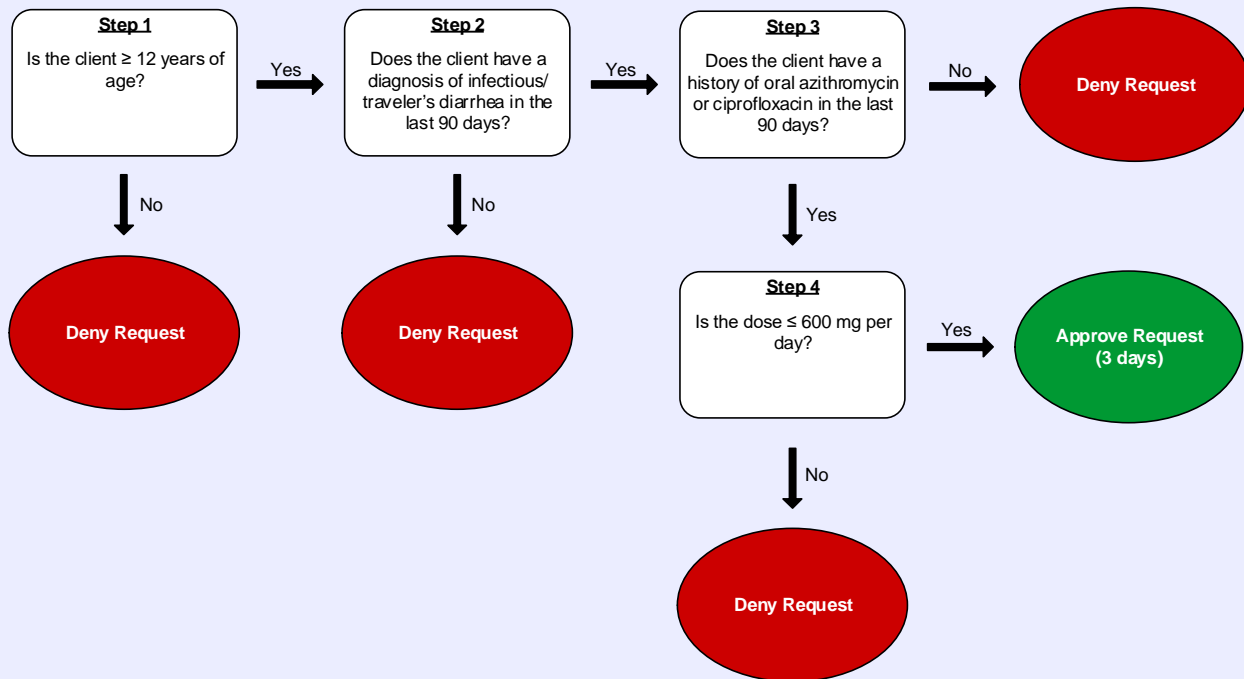 Step 1
Is the client ≥ 12 years of
age?
Yes
No
Deny Request
Step 2
Does the client have a
diagnosis of infectious/
traveler’s diarrhea in the
last 90 days?
Yes
No
Deny Request
Step 3
Does the client have a
history of oral azithromycin
or ciprofloxacin in the last
90 days?
No
Deny Request
Yes
Step 4
Is the dose ≤ 600 mg per
day?
Yes
Approve Request
(3 days)
No
Deny Request